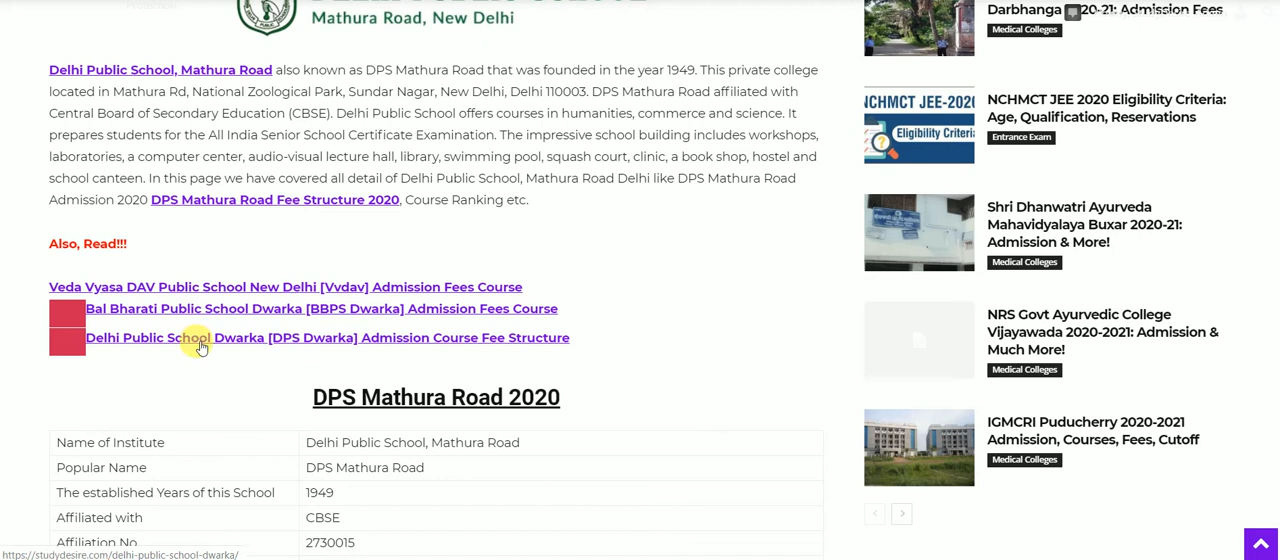 Mathura Road, New Delhi
Delhi Public School, Mathura Road also known as DPS Mathura Road that was founded in the year 1949. This private college
located in Mathura Rd, National Zoological Park, Sundar Nagar, New Delhi, Delhi 110003. DPS Mathura Road affiliated with
Central Board of Secondary Education (CBSE). Delhi Public School offers courses in humanities, commerce and science. It
prepares students for the All India Senior School Certificate Examination. The impressive school building includes workshops,
laboratories, a computer center, audio-visual lecture hall, library, swimming pool, squash court, clinic, a book shop, hostel and
school canteen. In this page we have covered all detail of Delhi Public School, Mathura Road Delhi like DPS Mathura Road
Admission 2020 DPS Mathura Road Fee Structure 2020, Course Ranking etc.
Also, Read!!!
Veda Vyasa DAV Public School New Delhi [Vvdav] Admission Fees Course
Bal Bharati Public School Dwarka [BBPS Dwarka] Admission Fees Course
Delhi Public School Dwarka [DPS Dwarka] Admission Course Fee Structure
DPS Mathura Road 2020
Name of Institute Delhi Public School, Mathura Road
Popular Name DPS Mathura Road
The established Years of this School 1949
Affiliated with CBSE
Affiliation No 2730015
https://studydesire.com/delhi-public-school-dwarka/
Darbhanga 2020-21: Admission Fees
Medical Colleges
NCHMCT JEE-2020
Eligibility Criteria
NCHMCT JEE 2020 Eligibility Criteria:
Age, Qualification, Reservations
Entrance Exam
Shri Dhanwatri Ayurveda
Mahavidyalaya Buxar 2020-21:
Admission & More!
Medical Colleges
NRS Govt Ayurvedic College
Vijayawada 2020-2021: Admission &
Much More!
Medical Colleges
IGMCRI Puducherry 2020-2021
Admission, Courses, Fees, Cutoff
Medical Colleges